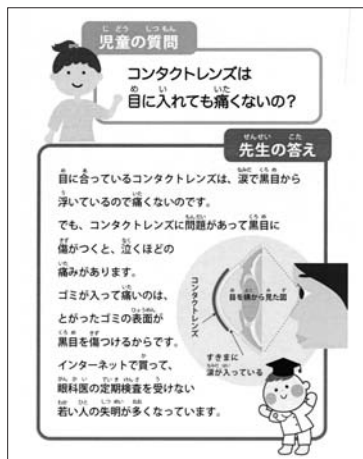 児童の質問
コンタクトレンズは
目に入れても痛くないの？
先生の答え
目に合っているコンタクトレンズは、涙で黒目から
浮いているので痛くないのです。
でも、コンタクトレンズに問題があって黒目に
傷がつくと、泣くほどの
痛みがあります。
ゴミが入って痛いのは、
とがったゴミの表面が
黒目を傷つけるからです。
インターネットで買って、
眼科医の定期検査を受けない
若い人の失明が多くなっています。
コンタクトレンズ
目を横から見た図
すきまに
涙が入っている